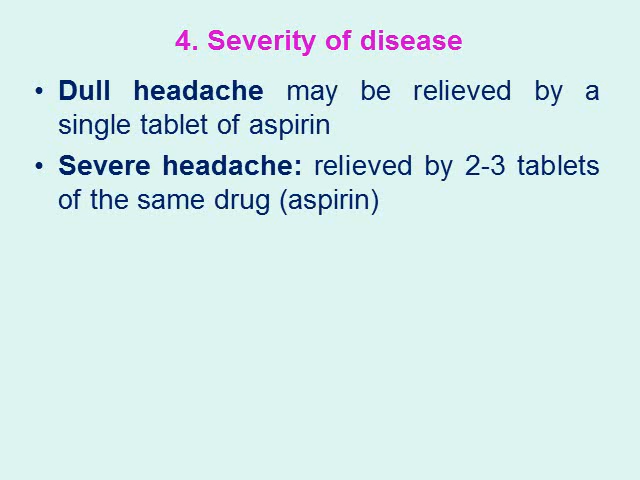 4. Severity of disease
• Dull headache may be relieved by a
single tablet of aspirin
• Severe headache: relieved by 2-3 tablets
of the same drug (aspirin)